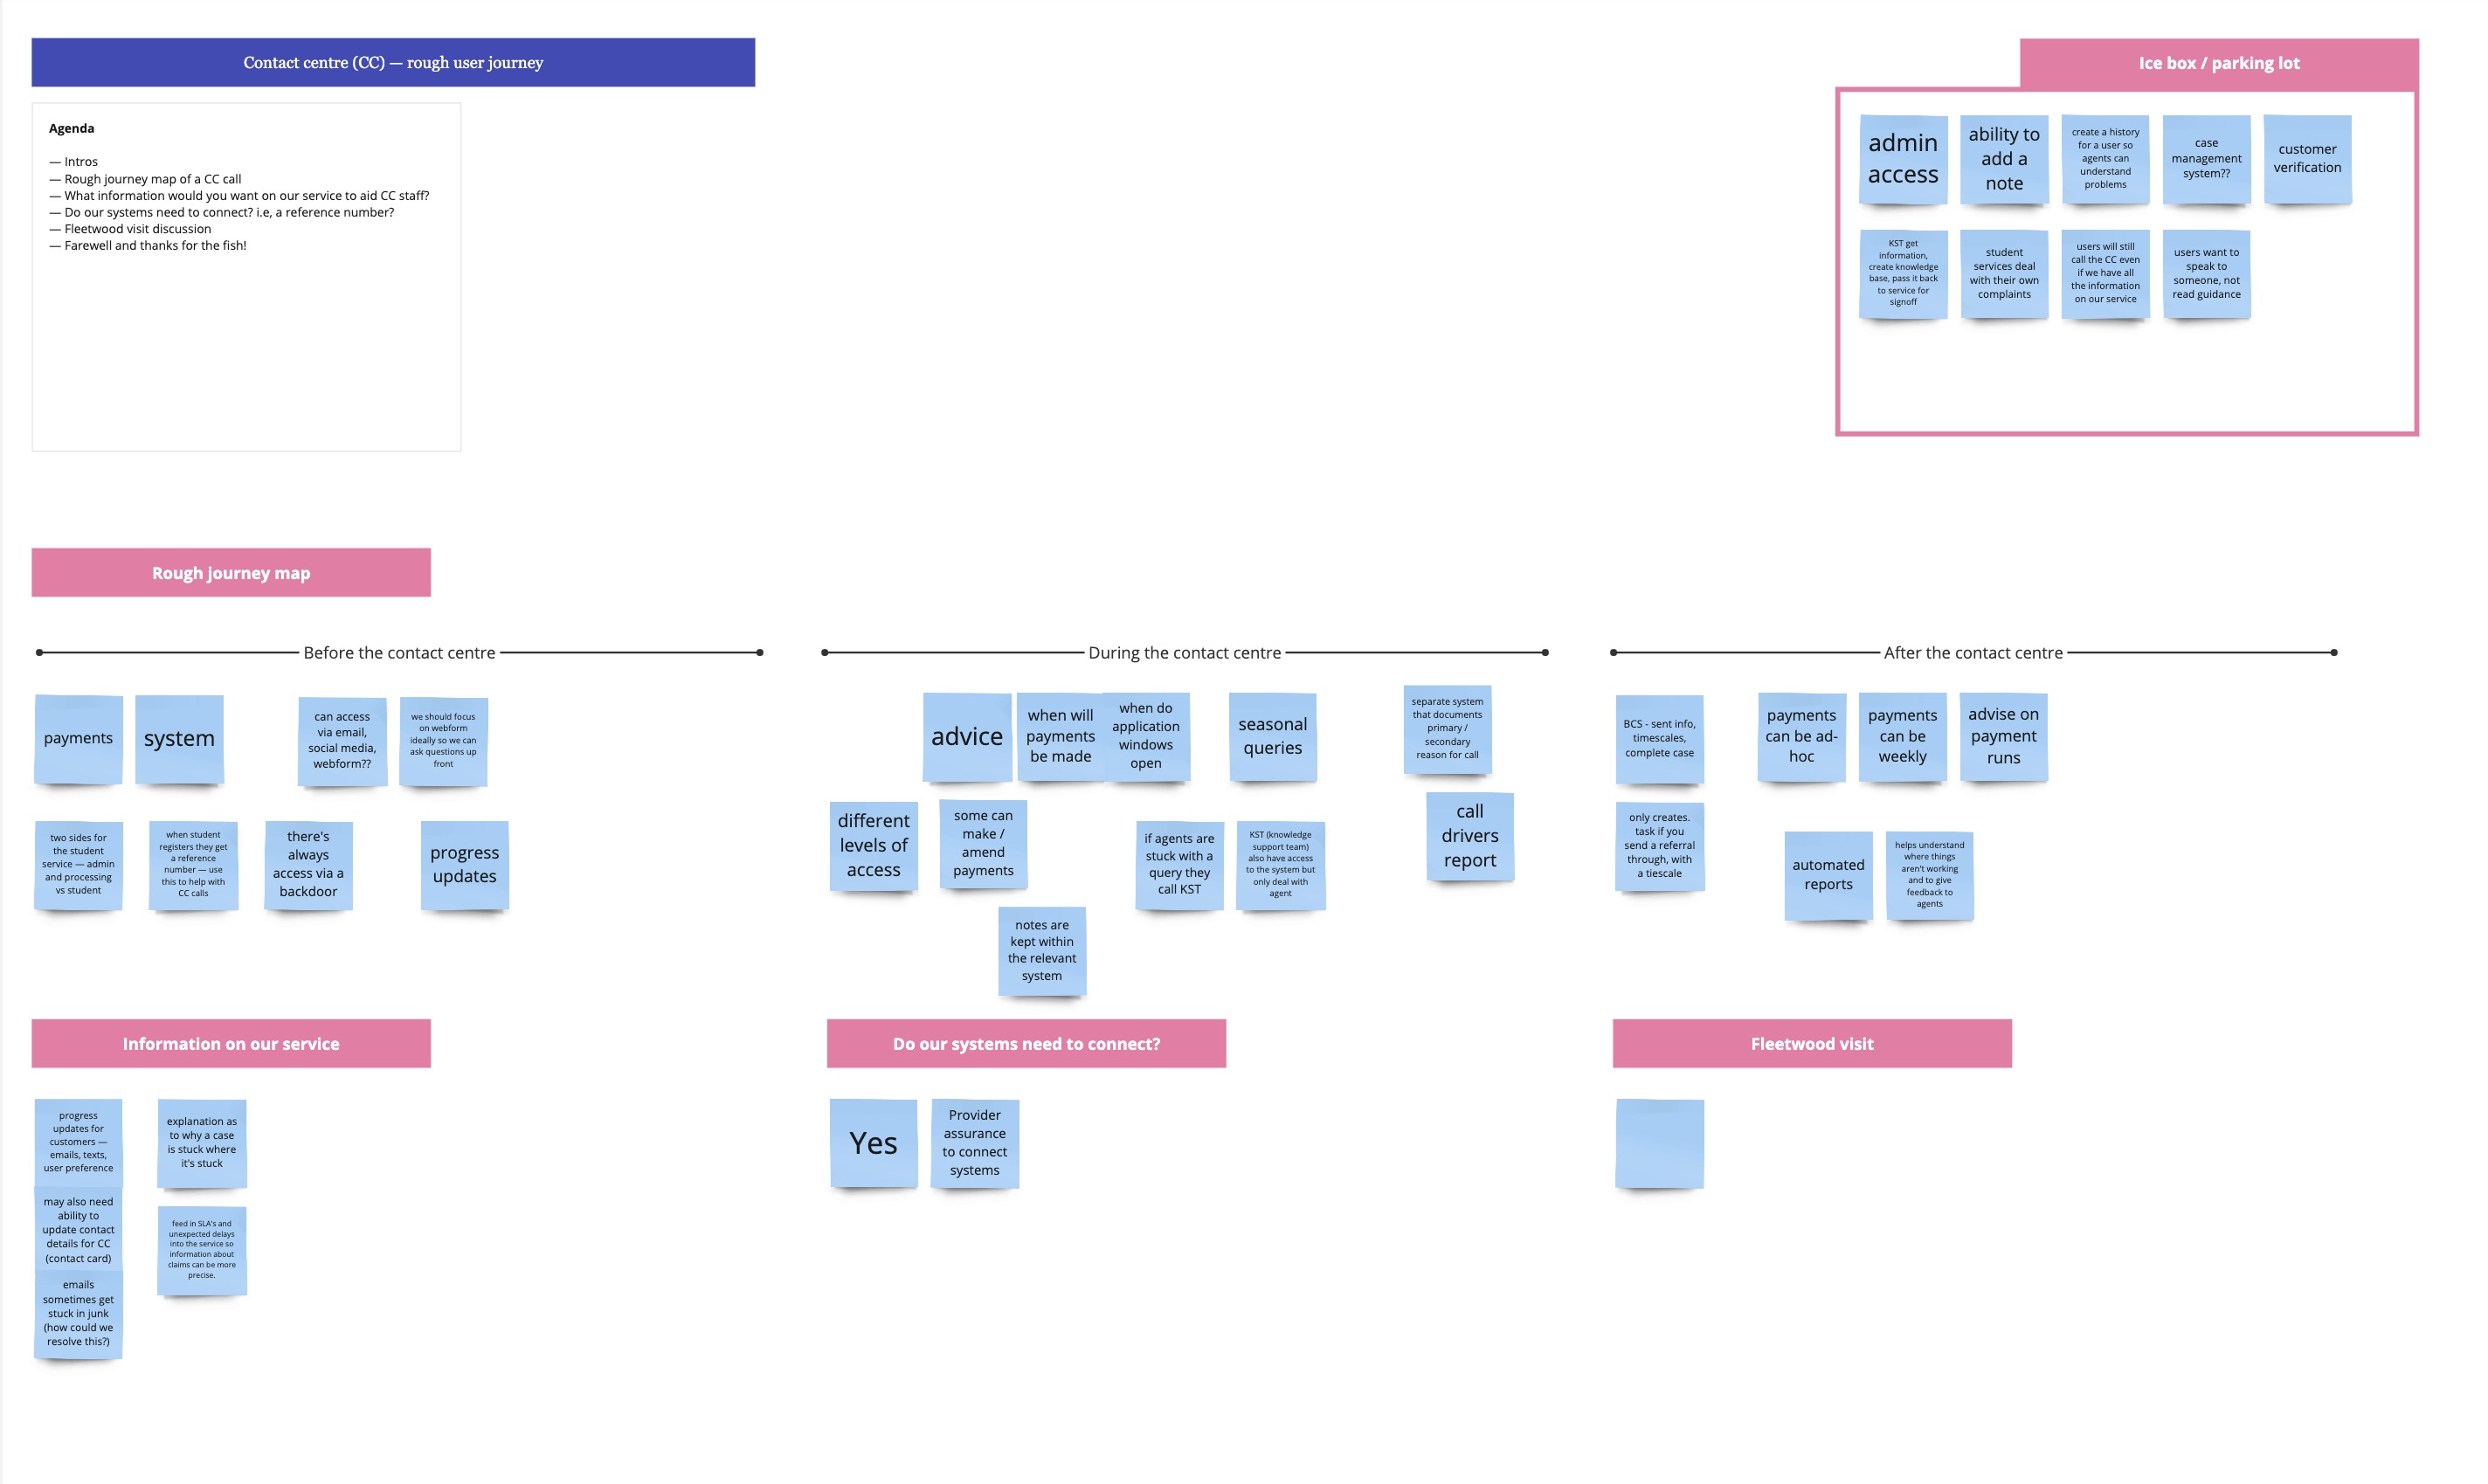 Contact centre (CC) — rough user journey
Agenda
— Intros
— Rough journey map of a CC call
— What information would you want on our service to aid CC staff?
— Do our systems need to connect? i.e, a reference number?
— Fleetwood visit discussion
— Farewell and thanks for the fish!
Ice box / parking lot
admin
access
ability to
add a
note
create a history
for a user so
agents can
understand
problems
case
management
system??
customer
verification
KST get
information,
create knowledge
base, pass it back
to service for
signoff
student
services deal
with their own
complaints
users will still
call the CC even
if we have all
the information
on our service
users want to
speak to
someone, not
read guidance
Rough journey map
Before the contact centre
payments
system
can access
via email,
social media,
webform??
we should focus
on webform
ideally so we can
ask questions up
front
two sides for
the student
service — admin
and processing
vs student
when student
registers they get
a reference
number — use
this to help with
CC calls
there's
always
access via a
backdoor
progress
updates
During the contact centre
advice
when will
payments
be made
when do
application
windows
open
seasonal
queries
separate system
that documents
primary /
secondary
reason for call
different
levels of
access
some can
make /
amend
payments
if agents are
stuck with a
query they
call KST
KST (knowledge
support team)
also have access
to the system but
only deal with
agent
call
drivers
report
notes are
kept within
the relevant
system
After the contact centre
BCS - sent info,
timescales,
complete case
payments
can be ad-
hoc
payments
can be
weekly
advise on
payment
runs
only creates.
task if you
send a referral
through, with
a tiescale
automated
reports
helps understand
where things
aren't working
and to give
feedback to
agents
Information on our service
progress
updates for
customers —
emails, texts,
user preference
explanation as
to why a case
is stuck where
it's stuck
may also need
ability to
update contact
details for CC
(contact card)
feed in SLA's and
unexpected delays
into the service so
information about
claims can be more
precise.
emails
sometimes get
stuck in junk
(how could we
resolve this?)
Do our systems need to connect?
Yes
Provider
assurance
to connect
systems
Fleetwood visit